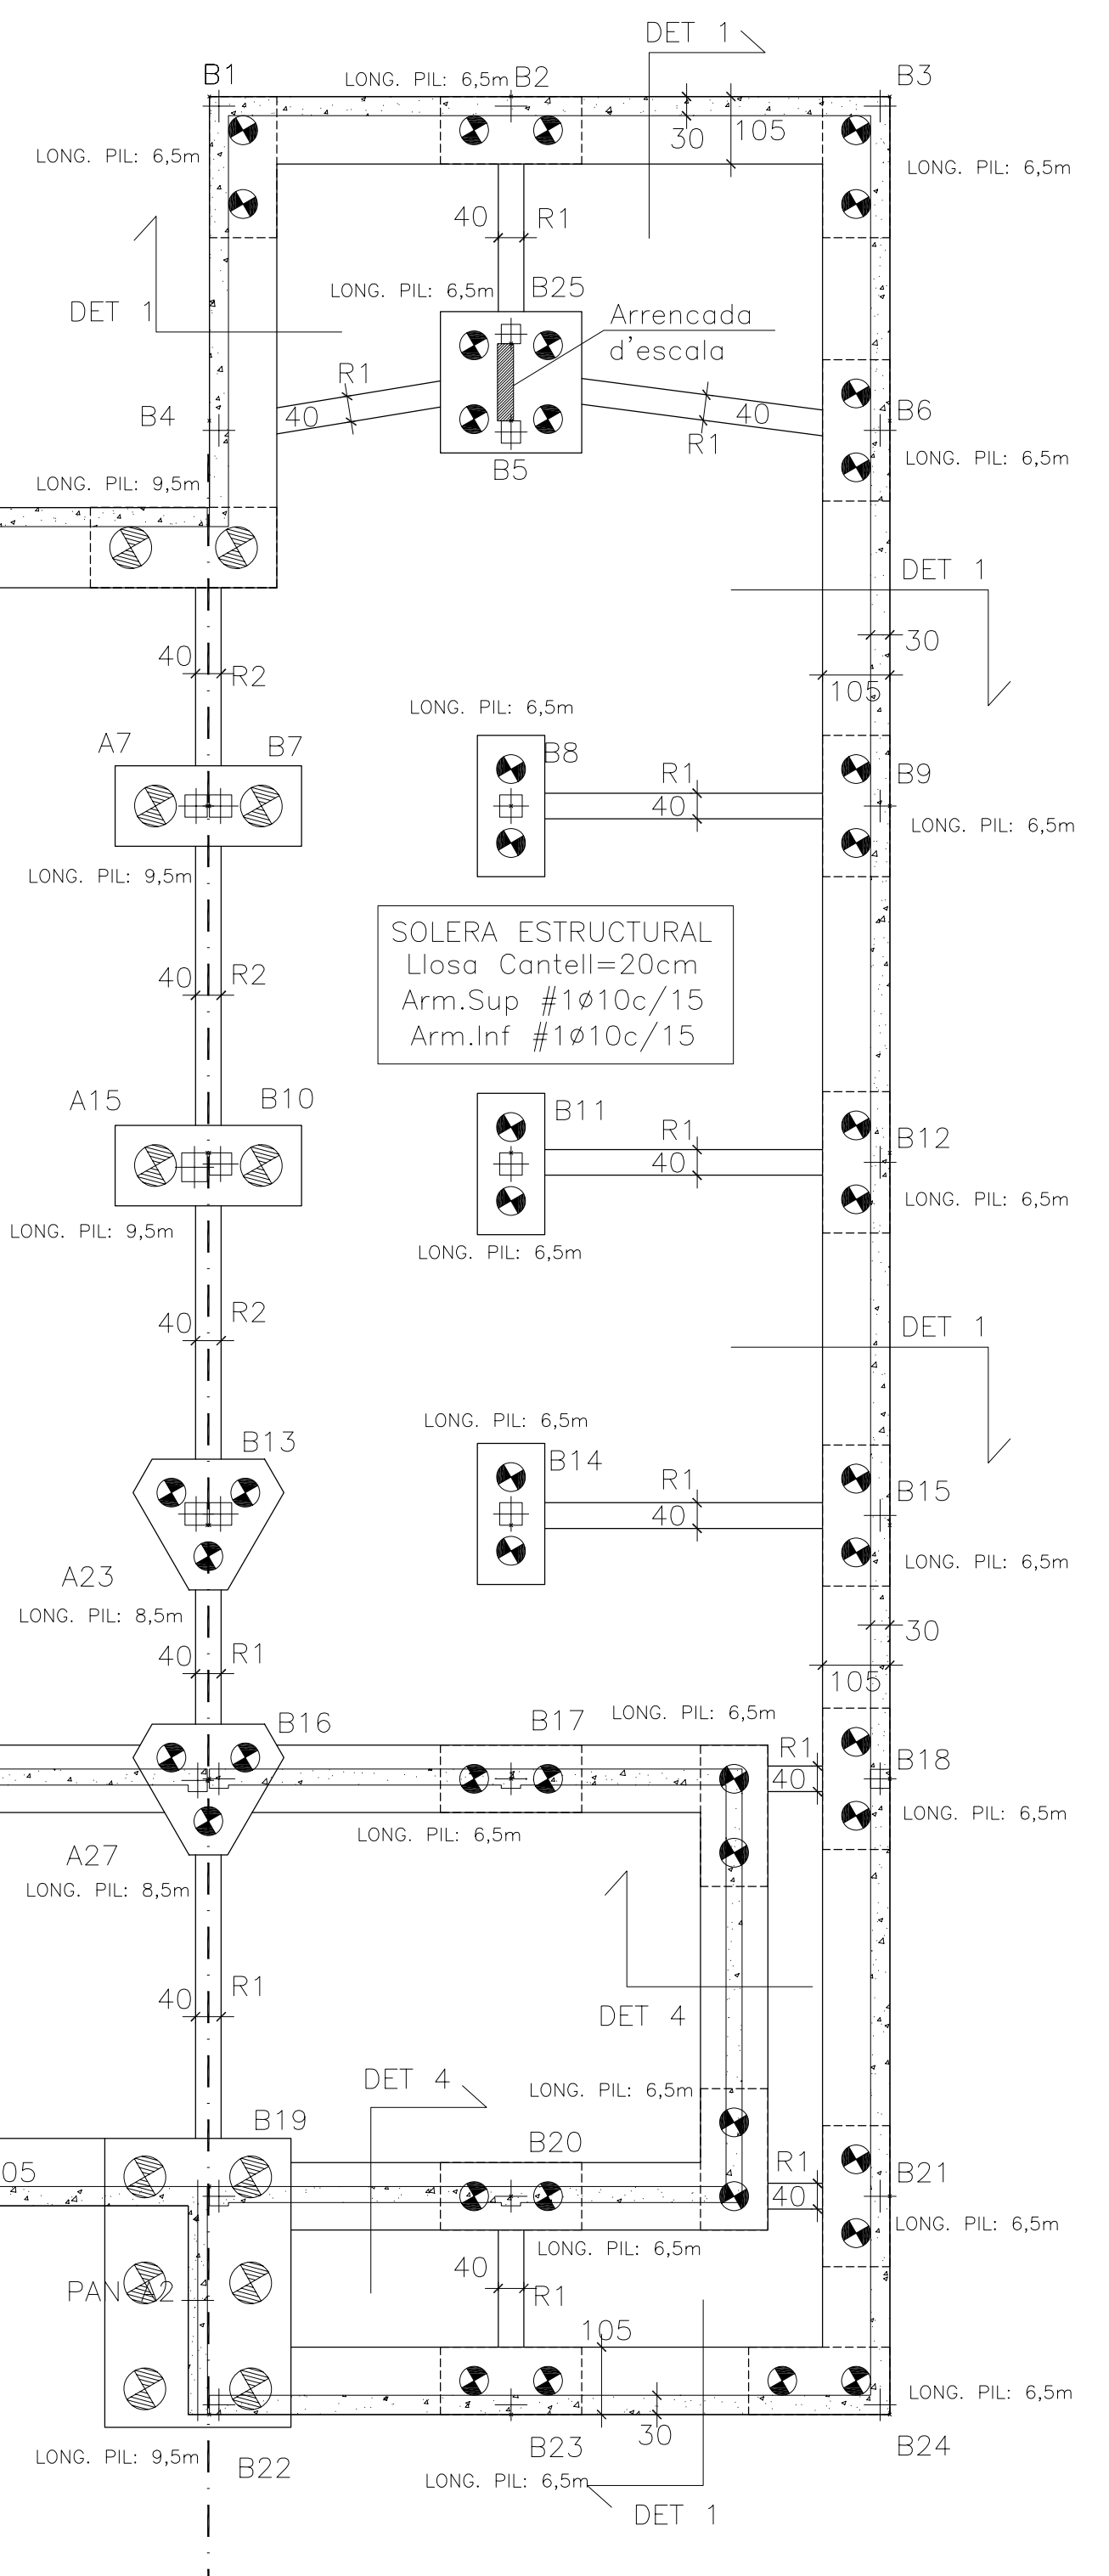 DET 1
B1
LONG. PIL: 6,5m
B2
B3
30
105
LONG. PIL: 6,5m
LONG. PIL: 6,5m
40
R1
DET 1
LONG. PIL: 6,5m
B25
Arrencada
d'escala
R1
40
B4
40
R1
B6
B5
LONG. PIL: 6,5m
LONG. PIL: 9,5m
DET 1
30
40
R2
105
LONG. PIL: 6,5m
A7
B7
B8
R1
40
B9
LONG. PIL: 6,5m
LONG. PIL: 9,5m
SOLERA ESTRUCTURAL
Llosa Cantell=20cm
Arm.Sup #1ø10c/15
Arm.Inf #1ø10c/15
40
R2
A15
B10
B11
R1
40
B12
LONG. PIL: 6,5m
LONG. PIL: 9,5m
LONG. PIL: 6,5m
40
R2
DET 1
LONG. PIL: 6,5m
B13
B14
R1
40
B15
LONG. PIL: 6,5m
A23
LONG. PIL: 8,5m
30
40
R1
105
B16
B17
LONG. PIL: 6,5m
R1
40
B18
LONG. PIL: 6,5m
LONG. PIL: 6,5m
A27
LONG. PIL: 8,5m
40
R1
DET 4
DET 4
LONG. PIL: 6,5m
B19
B20
05
R1
40
B21
LONG. PIL: 6,5m
LONG. PIL: 6,5m
40
R1
PAN A2
105
LONG. PIL: 6,5m
30
B23
B24
LONG. PIL: 9,5m
B22
LONG. PIL: 6,5m
DET 1